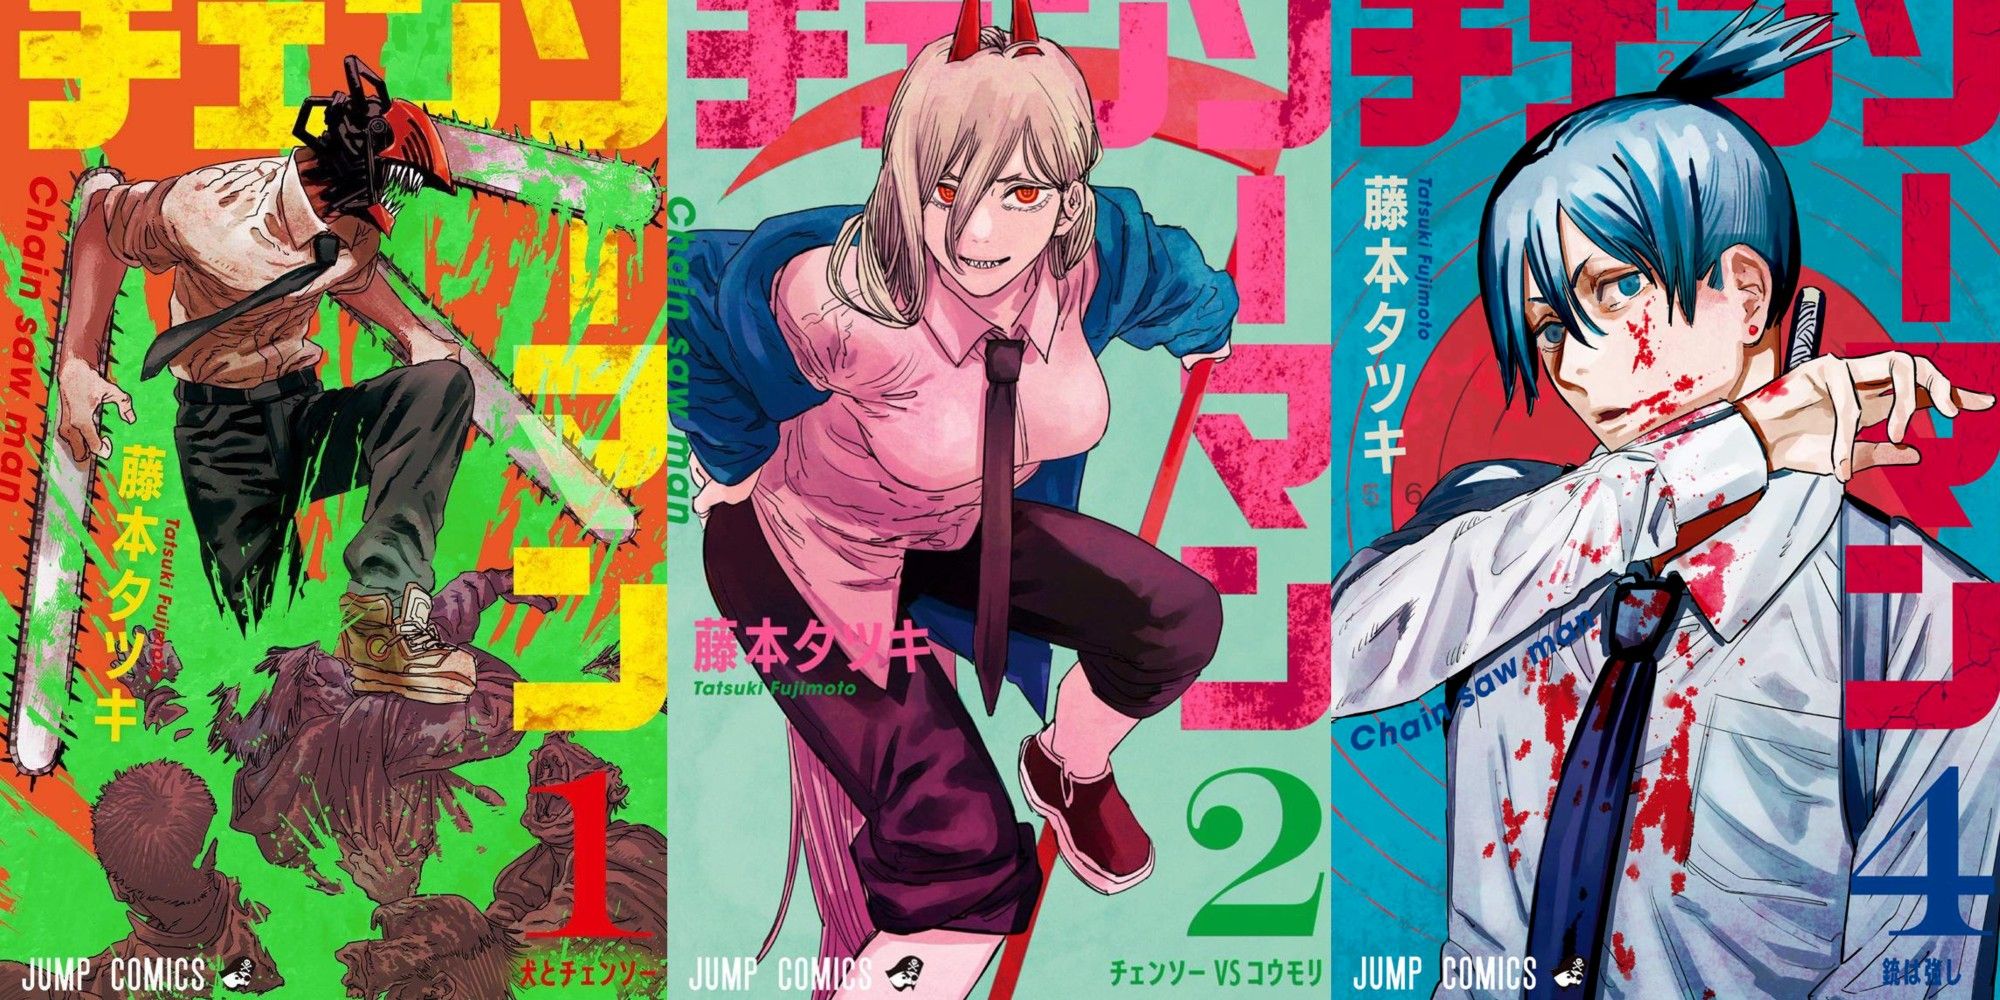 チェンソーマン
Chain saw man
藤本タツキ
Tatsuki Fujimoto
1
犬とチェンソー
JUMP COMICS
チェンソーマン
Chain saw man
藤本タツキ
Tatsuki Fujimoto
2
チェンソー VS コウモリ
JUMP COMICS
チェンソーマン
1
2
藤本タツキ
Tatsuki Fujimoto
5 6
Chain saw man
4
銃は強し
JUMP COMICS